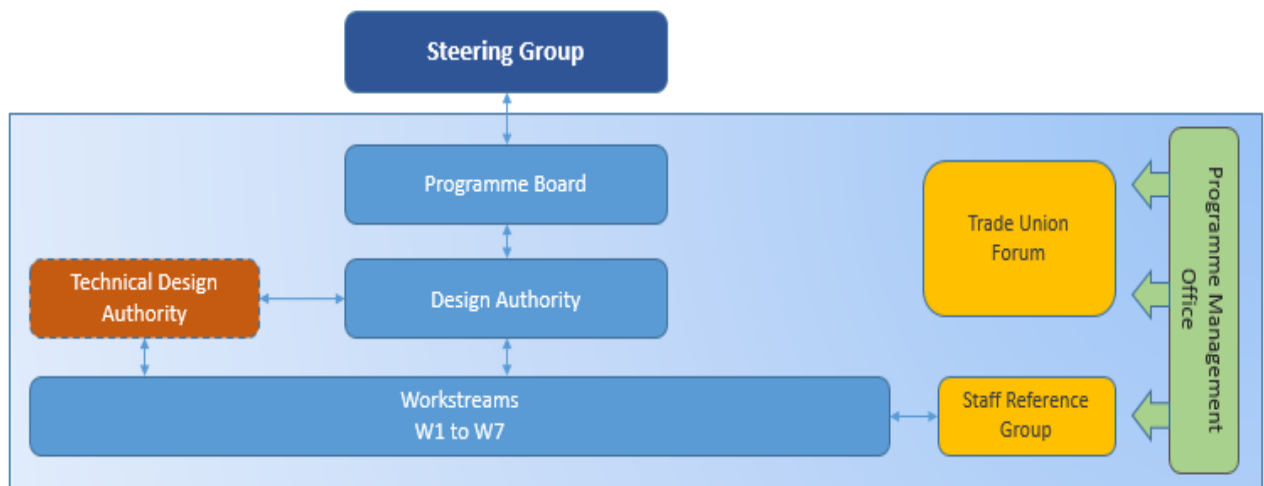 Steering Group
Programme Board
Technical Design
Authority
Design Authority
Trade Union
Forum
Programme Management
Office
Workstreams
W1 to W7
Staff Reference
Group